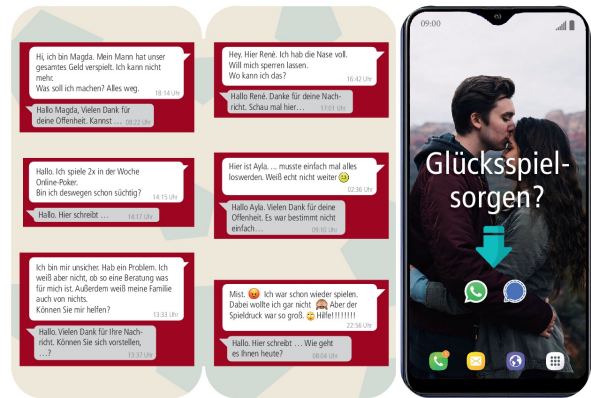 Hi, ich bin Magda. Mein Mann hat unser
gesamtes Geld verspielt. Ich kann nicht
mehr.
Was soll ich machen? Alles weg.
18:14 Uhr
Hallo Magda, Vielen Dank für
deine Offenheit. Kannst … 08:22 Uhr
Hallo. Ich spiele 2x in der Woche
Online-Poker.
Bin ich deswegen schon süchtig?
14:15 Uhr
Hallo. Hier schreibt … 14:17 Uhr
Ich bin mir unsicher. Hab ein Problem. Ich
weiß aber nicht, ob so eine Beratung was
für mich ist. Außerdem weiß meine Familie
auch von nichts.
Können Sie mir helfen?
13:33 Uhr
Hallo. Vielen Dank für Ihre Nach-
richt. Können Sie sich vorstellen,
…? 13:37 Uhr
Hey. Hier René. Ich hab die Nase voll.
Will mich sperren lassen.
Wo kann ich das?
16:42 Uhr
Hallo René. Danke für deine Nach-
richt. Schau mal hier… 17:01 Uhr
Hier ist Ayla. … musste einfach mal alles
loswerden. Weiß echt nicht weiter
02:36 Uhr
Hallo Ayla. Vielen Dank für deine
Offenheit. Es war bestimmt nicht
einfach… 09:10 Uhr
Mist. 😡 Ich war schon wieder spielen.
Dabei wollte ich gar nicht 🙈 Aber der
Spieldruck war so groß. 🙄 Hilfe!!!!!!!!
22:56 Uhr
Hallo. Hier schreibt … Wie geht
es Ihnen heute? 08:04 Uhr
09:00
Glücksspiel-
sorgen?